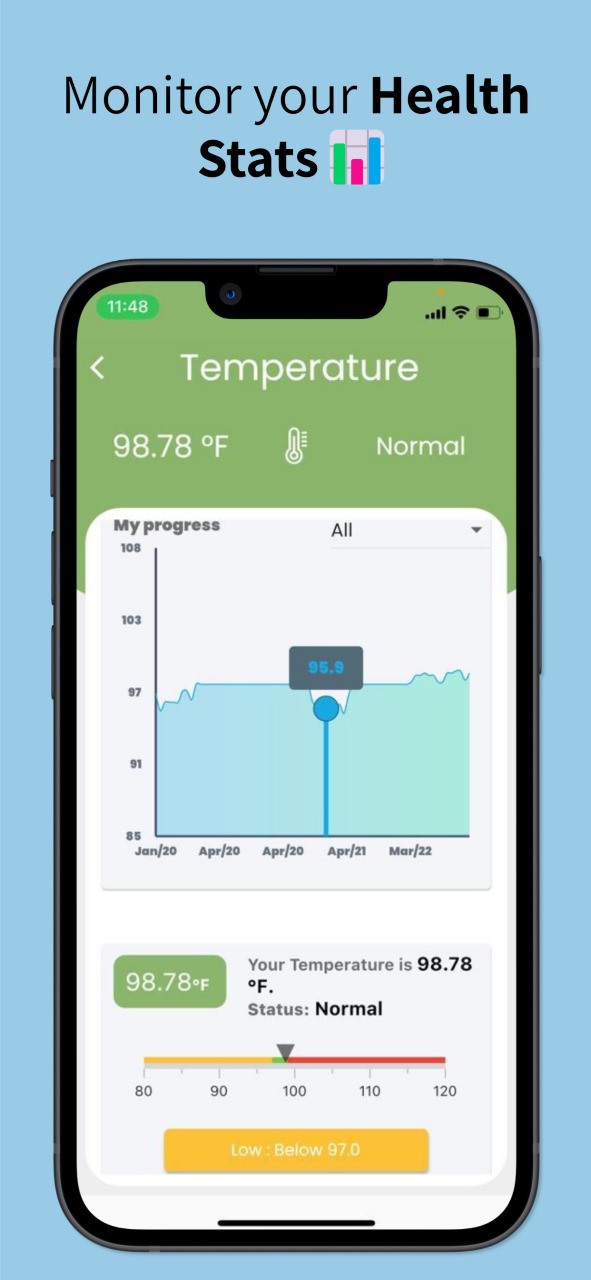 Monitor your Health
Stats
11:48
Temperature
98.78 ºF
Normal
My progress
All
108
103
97
91
85
95.9
Jan/20 Apr/20 Apr/20 Apr/21 Mar/22
98.78ºF
Your Temperature is 98.78
ºF.
Status: Normal
80 90 100 110 120
Low : Below 97.0